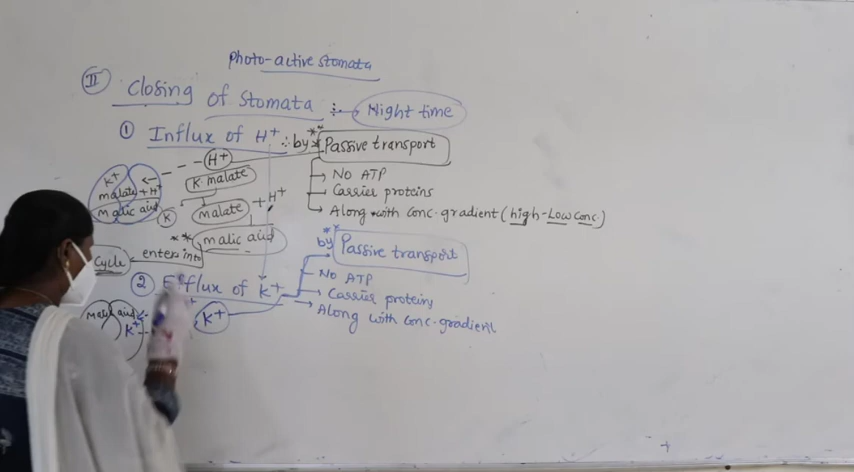 Photo-active stomata
II Closing of Stomata :- Night time
① Influx of H+ :- by ** Passive transport
→ No ATP
→ Carrier proteins
→ Along with Conc. gradient (high-Low Conc)
K+
malate + H+
malic acid
← - - - H+
K malate
K malate + H+
** malic acid
cycle ← enters into
② Efflux of K+ by ** Passive transport
→ No ATP
→ Carrier proteins
→ Along with Conc. gradient
malic acid
K+
K+